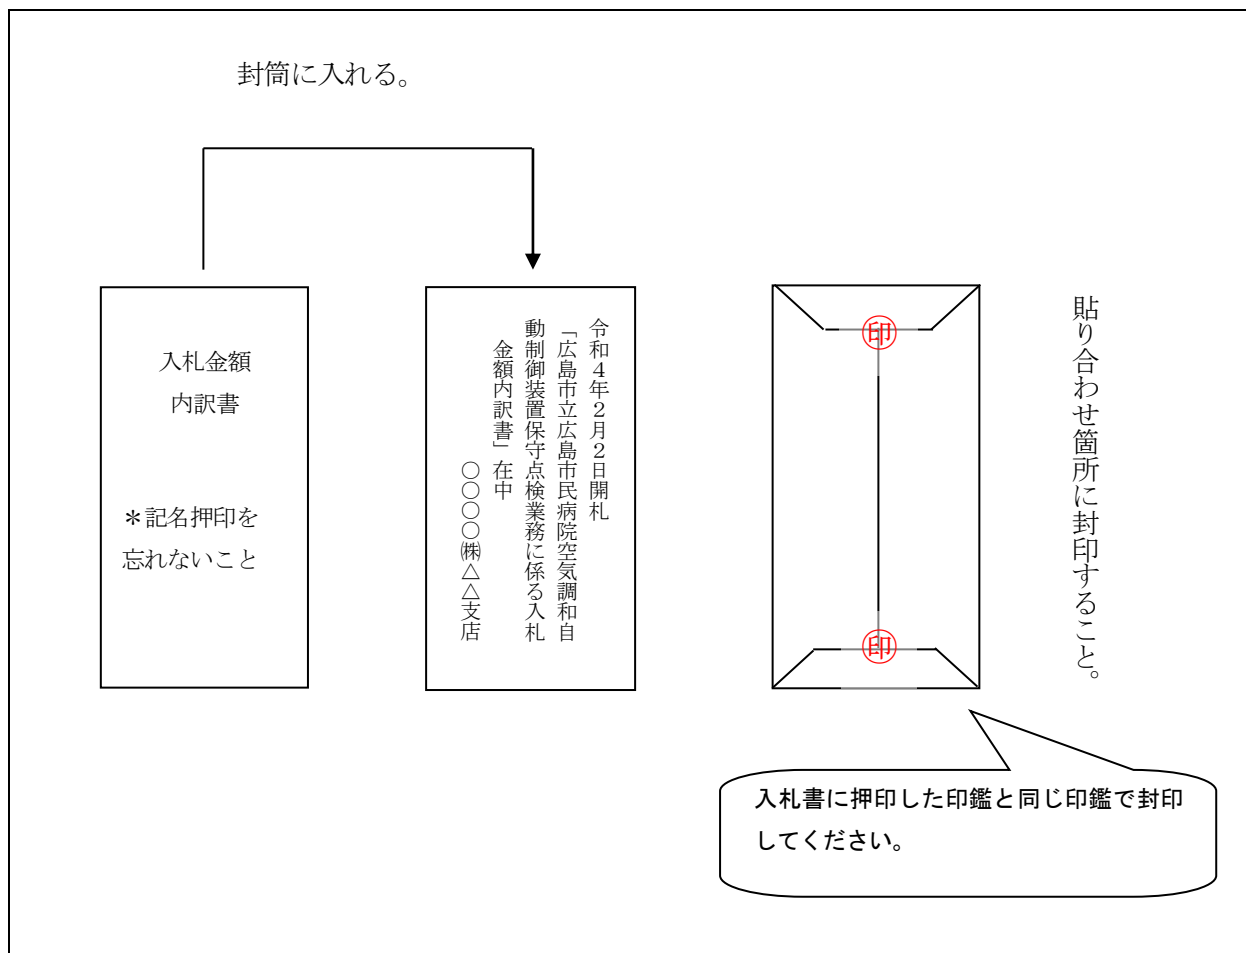 封筒に入れる。
入札金額
内訳書
＊記名押印を
忘れないこと
令和４年２月２日開札
「広島市立広島市民病院空気調和自
動制御装置保守点検業務に係る入札
金額内訳書」在中
○○○○㈱△△支店
印
印
貼り合わせ箇所に封印すること。
入札書に押印した印鑑と同じ印鑑で封印
してください。